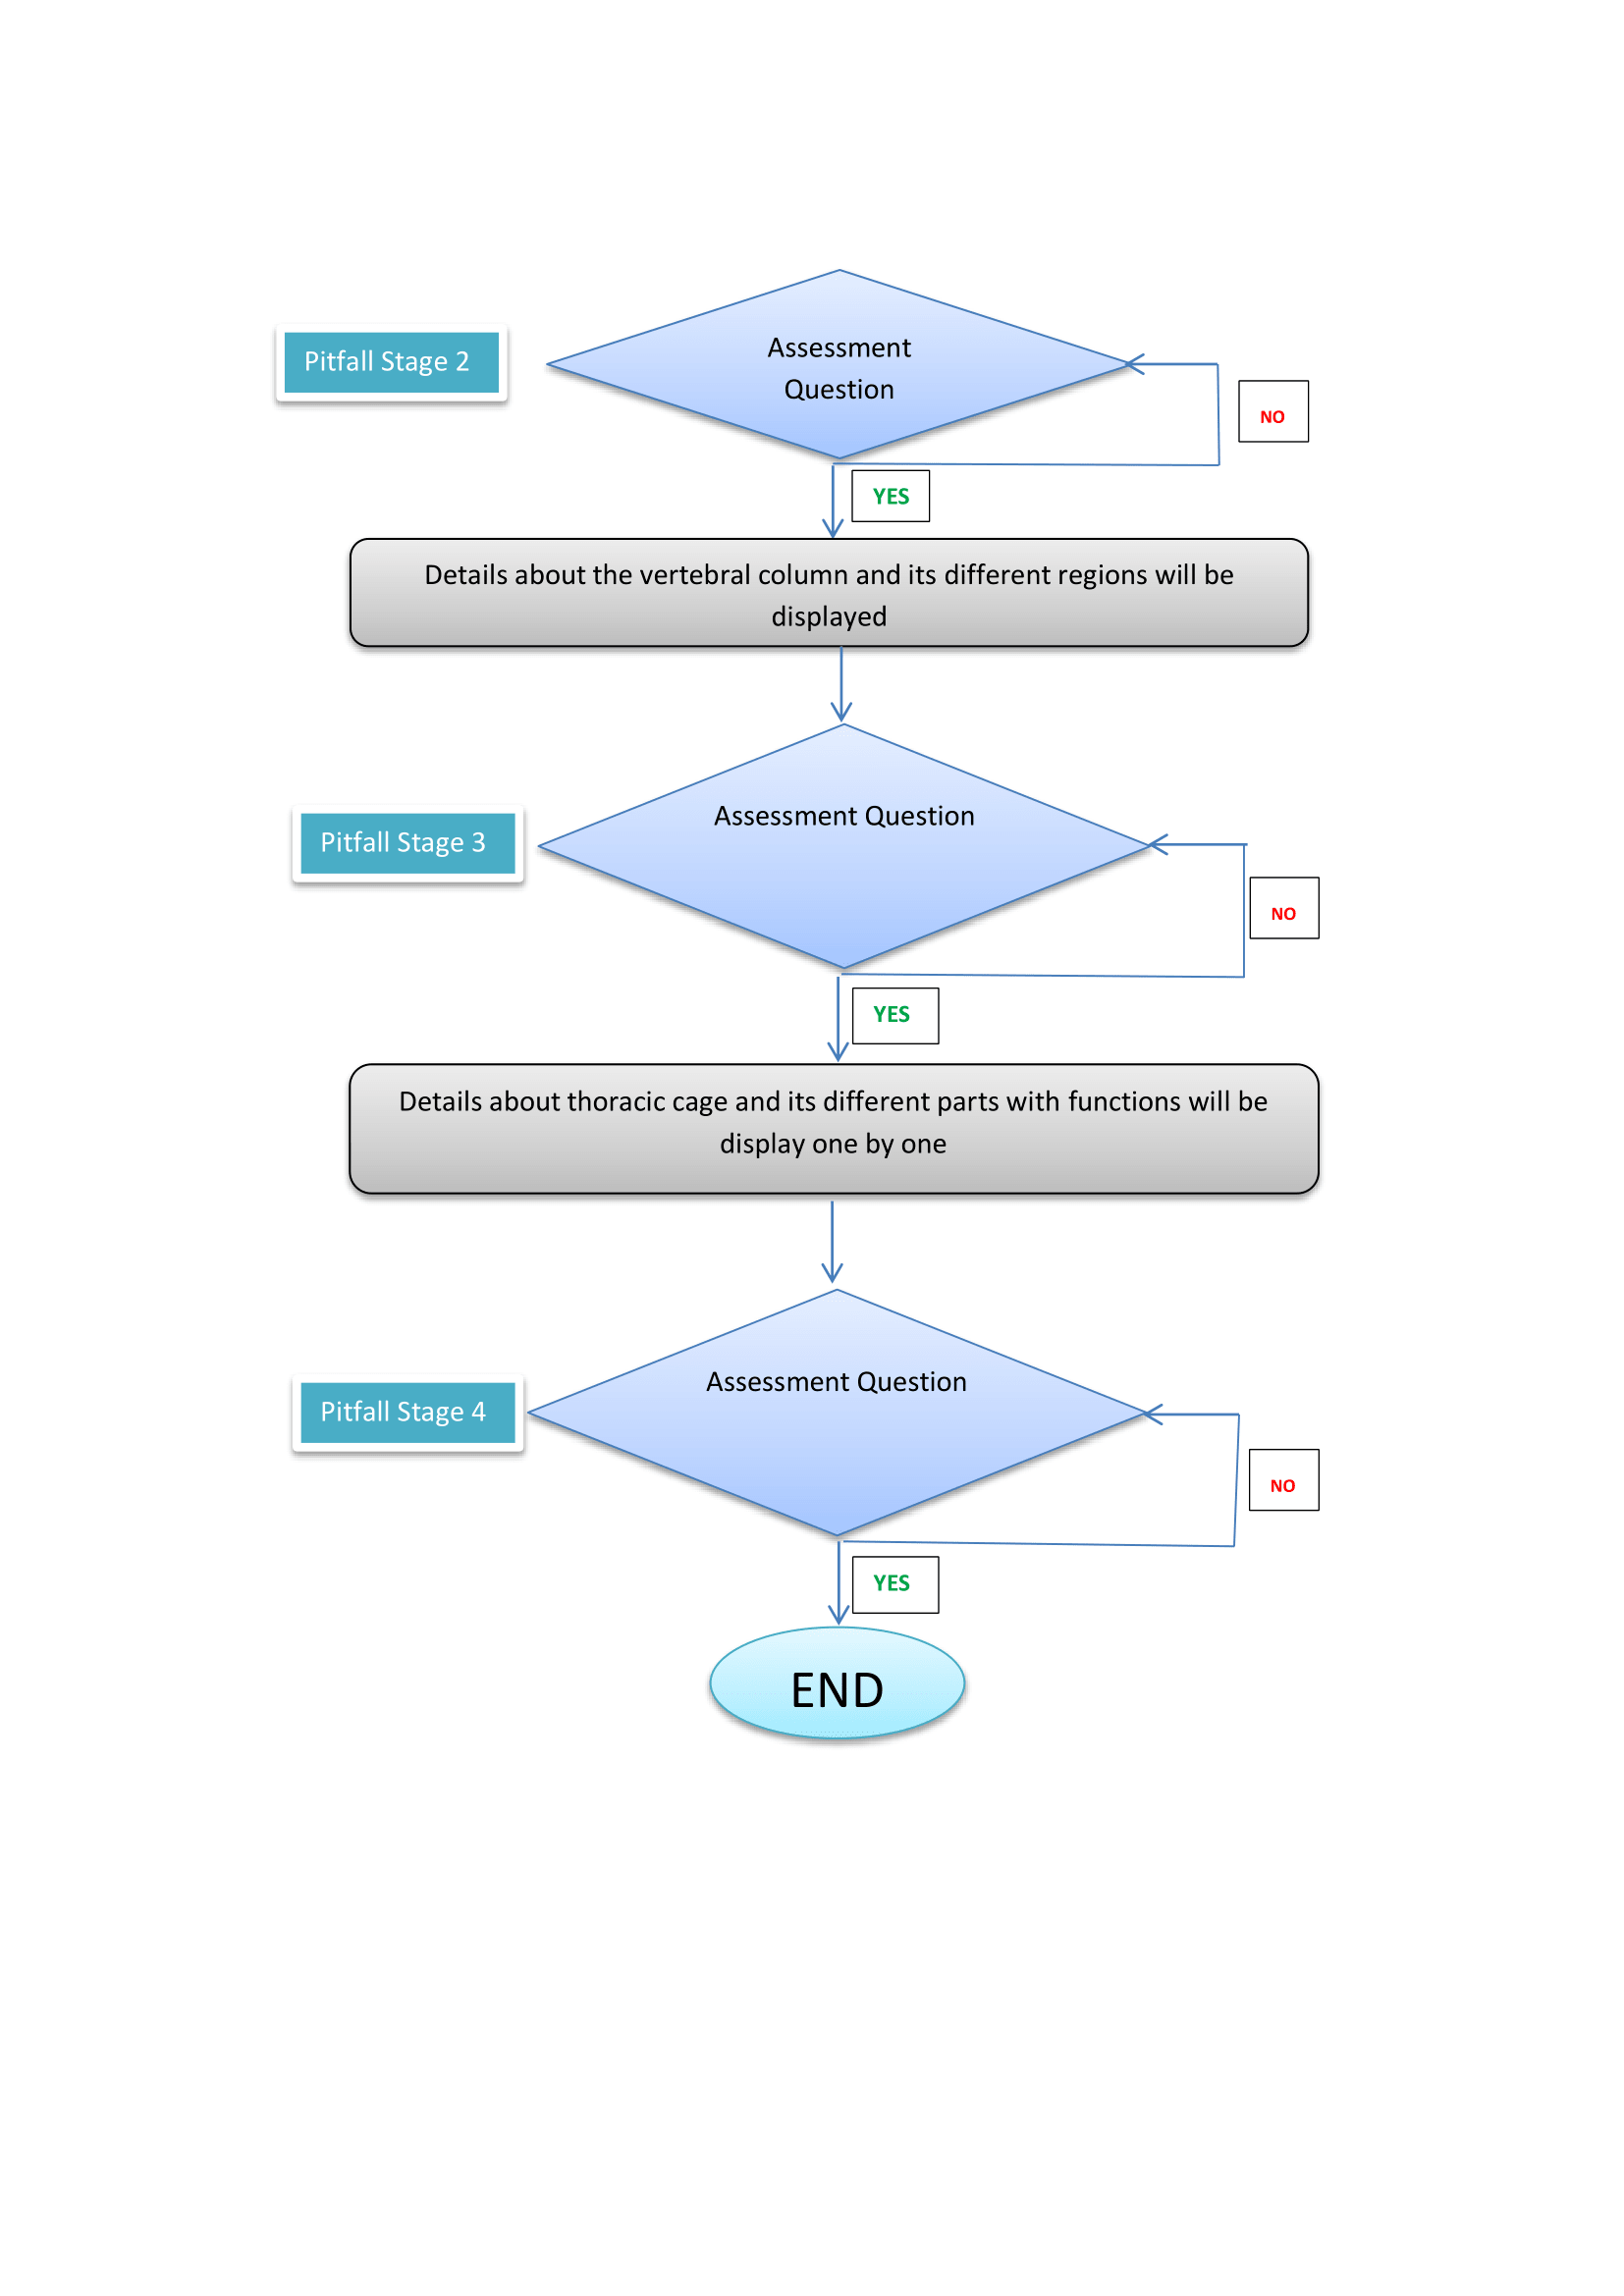 Pitfall Stage 2
Assessment
Question
NO
YES
Details about the vertebral column and its different regions will be
displayed
Pitfall Stage 3
Assessment Question
NO
YES
Details about thoracic cage and its different parts with functions will be
display one by one
Pitfall Stage 4
Assessment Question
NO
YES
END